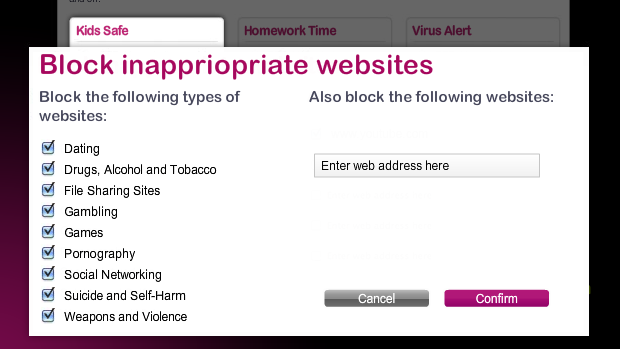 Kids Safe
Homework Time
Virus Alert
Block inappriopriate websites
Block the following types of
websites:
Dating
Drugs, Alcohol and Tobacco
File Sharing Sites
Gambling
Games
Pornography
Social Networking
Suicide and Self-Harm
Weapons and Violence
Also block the following websites:
Enter web address here
Cancel
Confirm